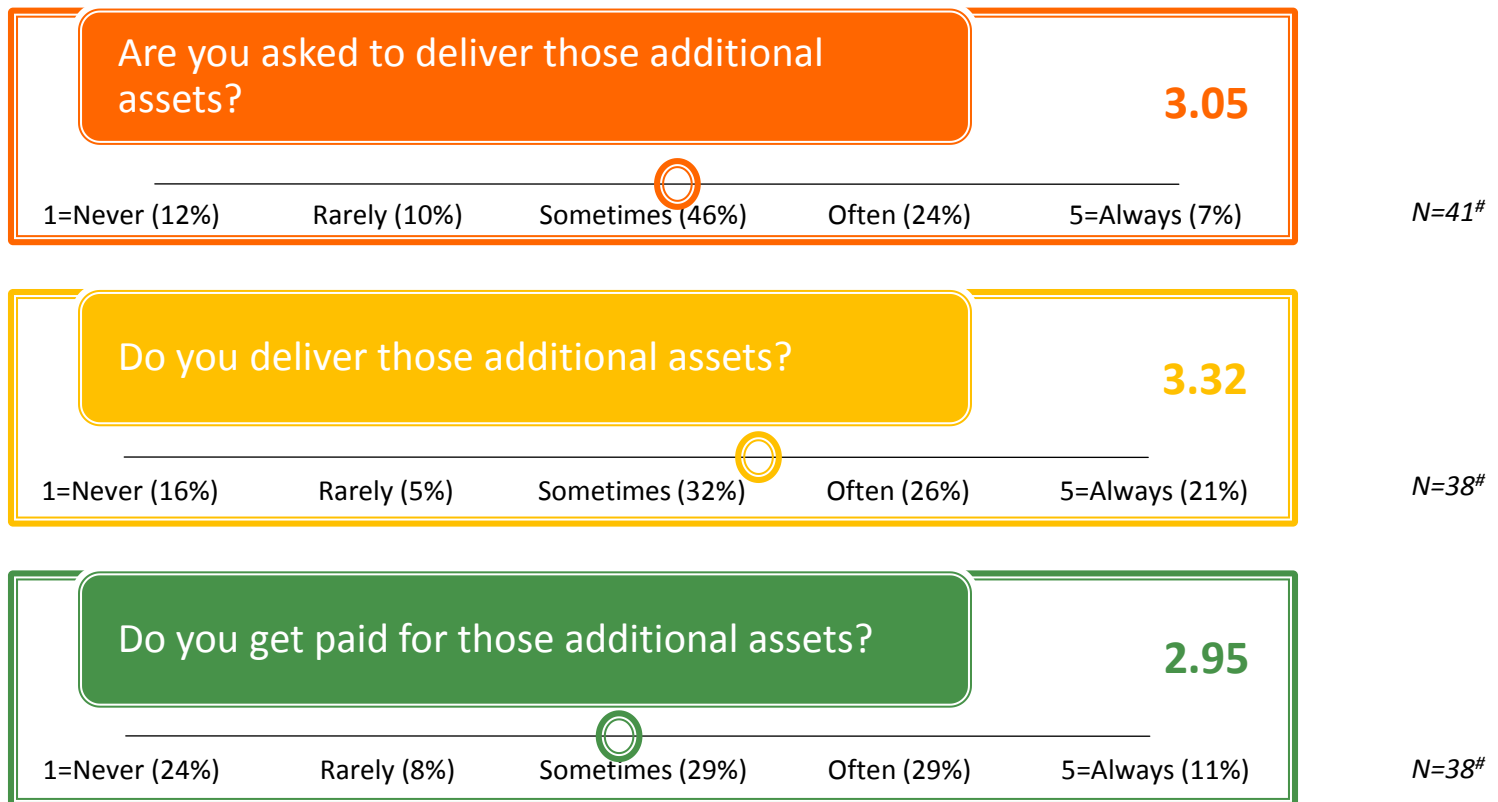 Are you asked to deliver those additional
assets?
3.05
1=Never (12%) Rarely (10%) Sometimes (46%) Often (24%) 5=Always (7%) N=41#
Do you deliver those additional assets?
3.32
1=Never (16%) Rarely (5%) Sometimes (32%) Often (26%) 5=Always (21%) N=38#
Do you get paid for those additional assets?
2.95
1=Never (24%) Rarely (8%) Sometimes (29%) Often (29%) 5=Always (11%) N=38#